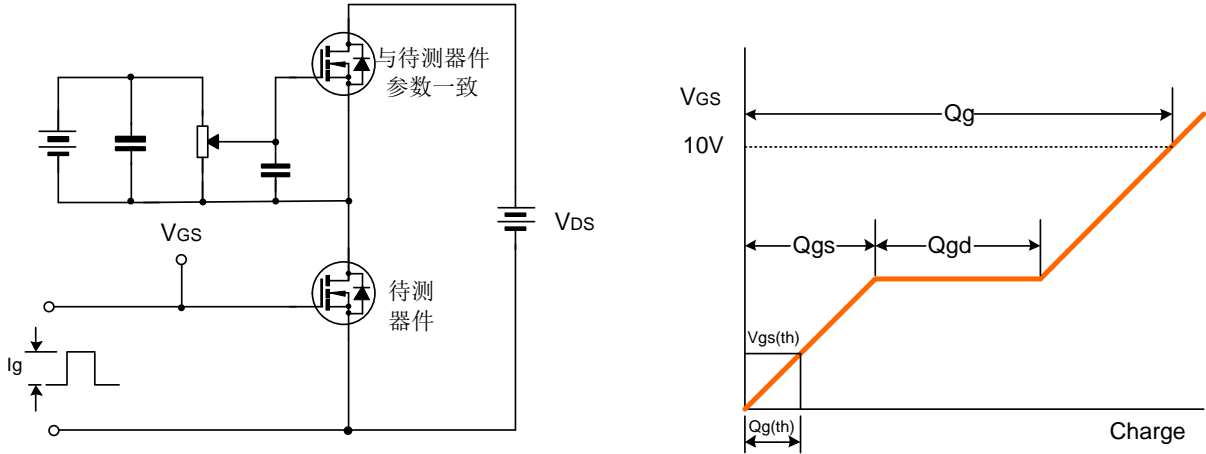 与待测器件
参数一致
VGS
VDS
待测
器件
Ig
VGS
Qg
10V
Qgs
Qgd
Vgs(th)
Qg(th)
Charge